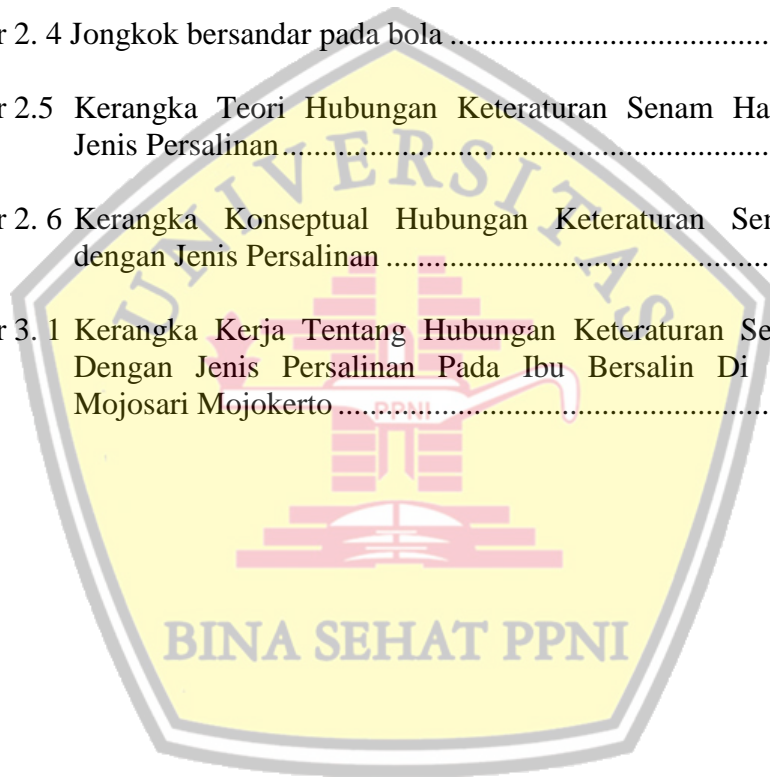 r 2. 4 Jongkok bersandar pada bola ....................................
r 2.5 Kerangka Teori Hubungan Keteraturan Senam Ha
Jenis Persalinan.......................................................
r 2. 6 Kerangka Konseptual Hubungan Keteraturan Ser
dengan Jenis Persalinan ...........................................
r 3. 1 Kerangka Kerja Tentang Hubungan Keteraturan Se
Dengan Jenis Persalinan Pada Ibu Bersalin Di
Mojosari Mojokerto .................................................
UNIVERSITAS
PPNI
BINA SEHAT PPNI